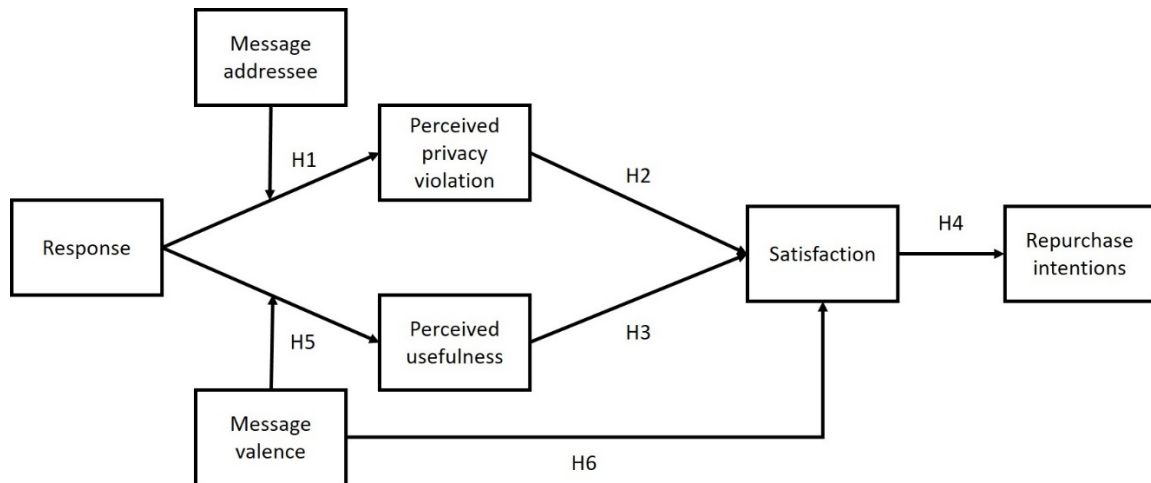 Message
addressee
Perceived
privacy
violation
H1
H2
Response
Satisfaction
H4
Repurchase
intentions
H5
Perceived
usefulness
H3
Message
valence
H6